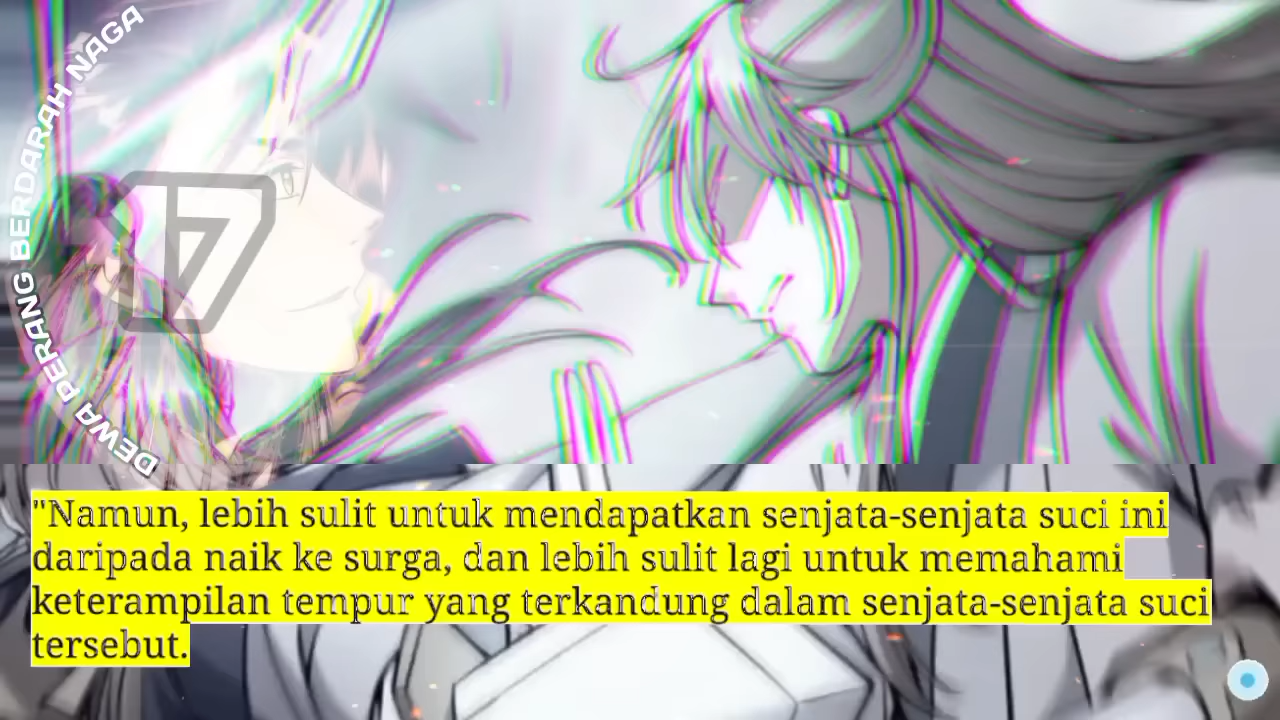 DEWA PERANG BERDARAH NAGA
17
"Namun, lebih sulit untuk mendapatkan senjata-senjata suci ini
daripada naik ke surga, dan lebih sulit lagi untuk memahami
keterampilan tempur yang terkandung dalam senjata-senjata suci
tersebut.